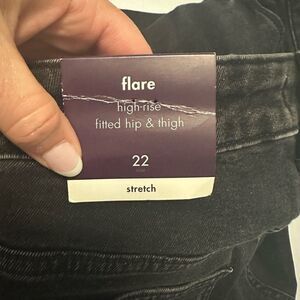 flare
high-rise
fitted hip & thigh
22
stretch